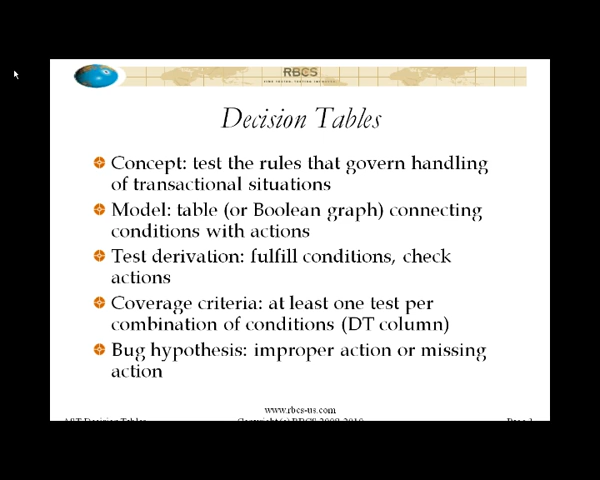 RBCS
Decision Tables
Concept: test the rules that govern handling
of transactional situations
Model: table (or Boolean graph) connecting
conditions with actions
Test derivation: fulfill conditions, check
actions
Coverage criteria: at least one test per
combination of conditions (DT column)
Bug hypothesis: improper action or missing
action
www.rbcs-us.com